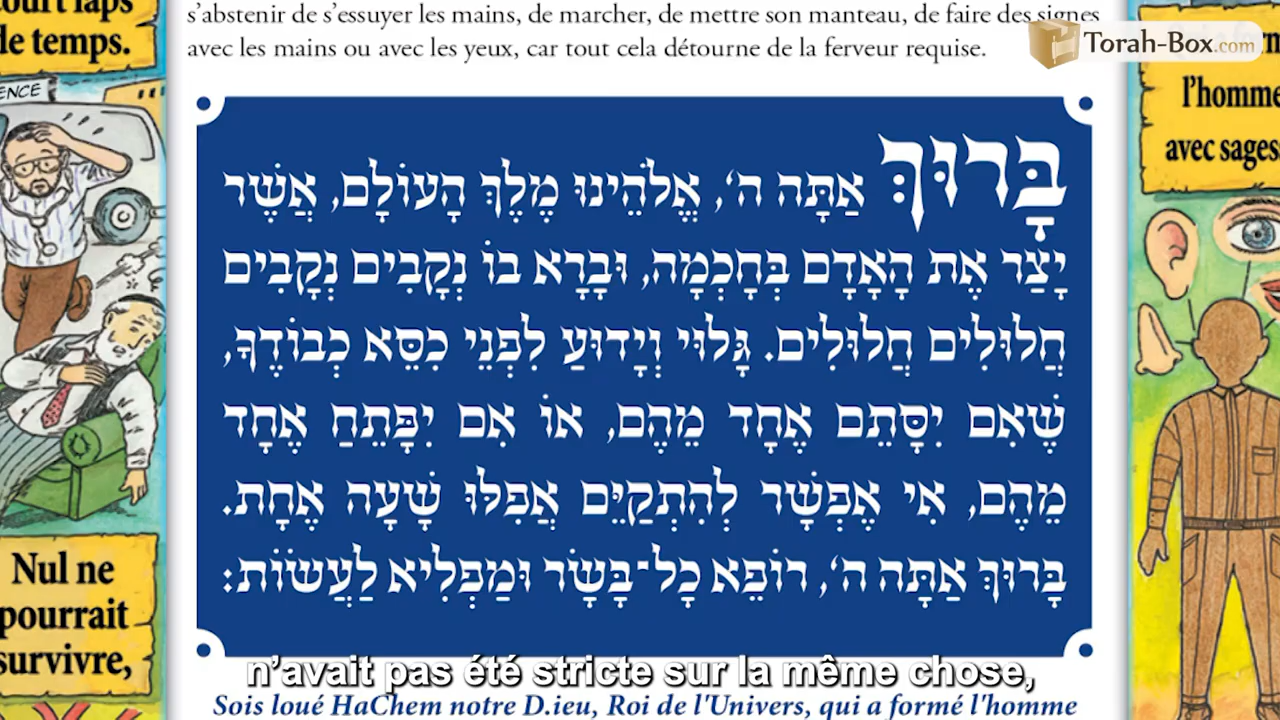 court laps
de temps.
s'abstenir de s'essuyer les mains, de marcher, de mettre son manteau, de faire des signes
avec les mains ou avec les yeux, car tout cela détourne de la ferveur requise.
Torah-Box.com
l'homme
avec
ENCE
בָּרוּךְ אַתָּה ה‘, אֱלֹהֵינוּ מֶלֶךְ הָעוֹלָם, אֲשֶׁר
יָצַר אֶת הָאָדָם בְּחָכְמָה, וּבָרָא בוֹ נְקָבִים נְקָבִים
חֲלוּלִים חֲלוּלִים. גָּלוּי וְיָדוּעַ לִפְנֵי כִסֵּא כְבוֹדֶךָ,
שֶׁאִם יִסָּתֵם אֶחָד מֵהֶם, אוֹ אִם יִפָּתֵחַ אֶחָד
מֵהֶם, אִי אֶפְשָׁר לְהִתְקַיֵּם אֲפִלּוּ שָׁעָה אֶחָת.
בָּרוּךְ אַתָּה ה‘, רוֹפֵא כָל־בָּשָׂר וּמַפְלִיא לַעֲשׂוֹת:
Nul ne
pourrait
survivre,
n'avait pas été stricte sur la même chose,
Sois loué HaChem notre D.ieu, Roi de l'Univers, qui a formé l'homme